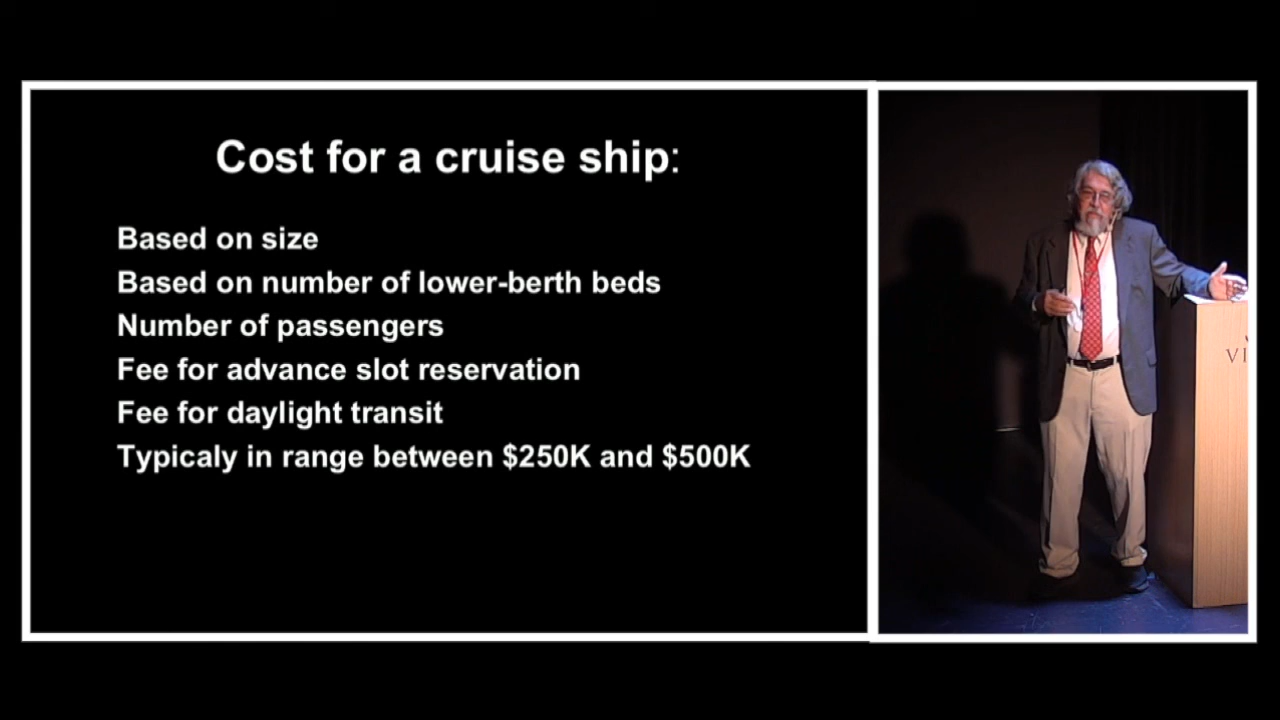 Cost for a cruise ship:
Based on size
Based on number of lower-berth beds
Number of passengers
Fee for advance slot reservation
Fee for daylight transit
Typicaly in range between $250K and $500K
VI